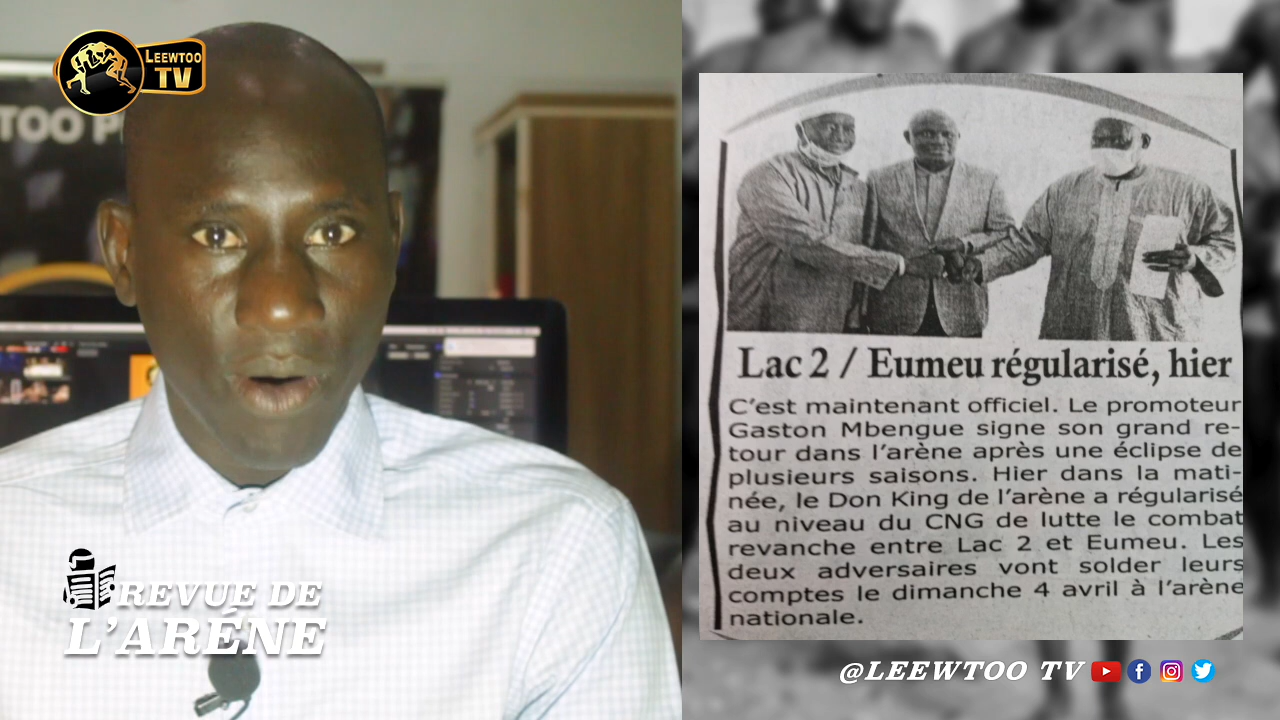 LEEWTOO
TV
TOO P
REVUE DE
L'ARÉNE
Lac 2 / Eumeu régularisé, hier
C'est maintenant officiel. Le promoteur
Gaston Mbengue signe son grand re-
tour dans l'arène après une éclipse de
plusieurs saisons. Hier dans la mati-
née, le Don King de l'arène a régularisé
au niveau du CNG de lutte le combat
revanche entre Lac 2 et Eumeu. Les
deux adversaires vont solder leurs
comptes le dimanche 4 avril à l'arène
nationale.
@LEEWTOO TV